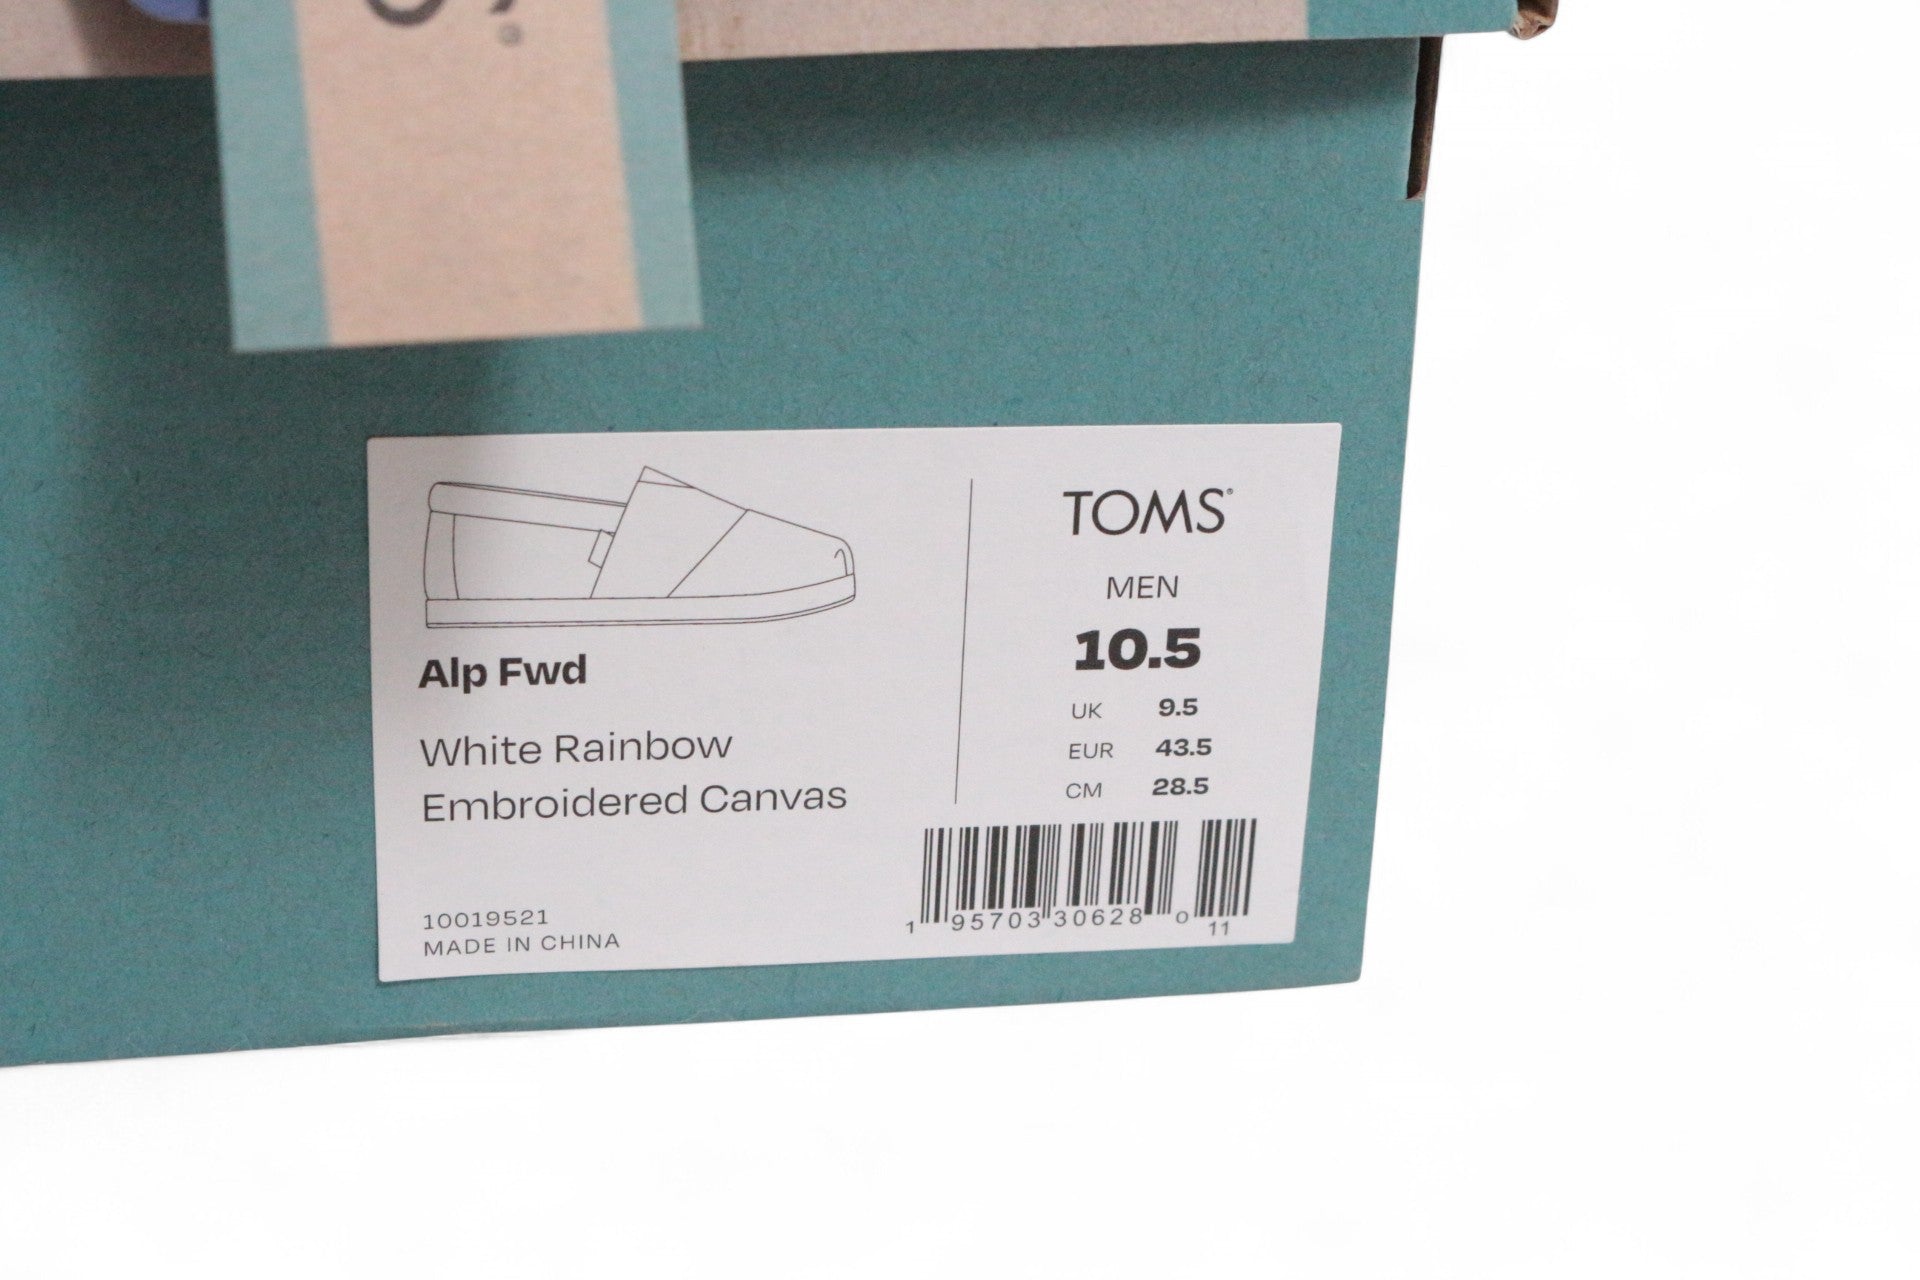 TOMS®
MEN
10.5
UK 9.5
EUR 43.5
CM 28.5
Alp Fwd
White Rainbow
Embroidered Canvas
10019521
MADE IN CHINA
1 95703 30628 0 11